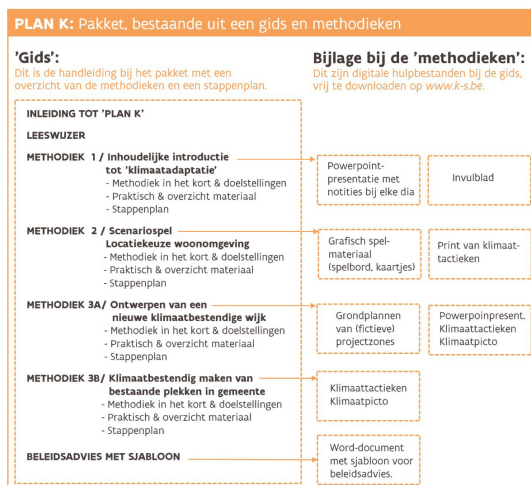 PLAN K: Pakket, bestaande uit een gids en methodieken
'Gids':
Dit is de handleiding bij het pakket met een
overzicht van de methodieken en een stappenplan.
Bijlage bij de 'methodieken':
Dit zijn digitale hulpbestanden bij de gids,
vrij te downloaden op www.k-s.be.
INLEIDING TOT 'PLAN K'
LEESWIJZER
METHODIEK 1 / Inhoudelijke introductie
tot 'klimaatadaptatie'
- Methodiek in het kort & doelstellingen
- Praktisch & overzicht materiaal
- Stappenplan
Powerpoint-
presentatie met
notities bij elke dia
Invulblad
METHODIEK 2 / Scenariospel
Locatiekeuze woonomgeving
- Methodiek in het kort & doelstellingen
- Praktisch & overzicht materiaal
- Stappenplan
Grafisch spel-
materiaal
(spelbord, kaartjes)
Print van klimaat-
tactieken
METHODIEK 3A/ Ontwerpen van een
nieuwe klimaatbestendige wijk
- Methodiek in het kort & doelstellingen
- Praktisch & overzicht materiaal
- Stappenplan
Grondplannen
van (fictieve)
projectzones
Powerpoinpresent.
Klimaattactieken
Klimaatpicto
METHODIEK 3B/ Klimaatbestendig maken van
bestaande plekken in gemeente
- Methodiek in het kort & doelstellingen
- Praktisch & overzicht materiaal
- Stappenplan
Klimaattactieken
Klimaatpicto
BELEIDSADVIES MET SJABLOON
Word-document
met sjabloon voor
beleidsadvies.